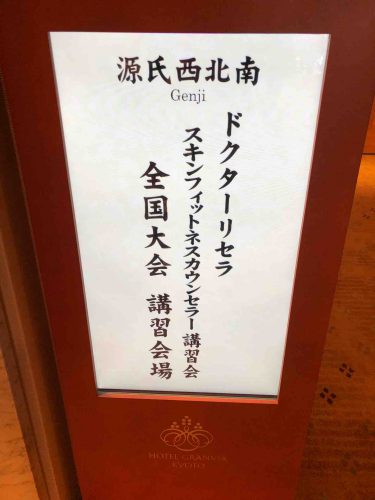 源氏西北南
Genji
ドクターリセラ
スキンフィットネスカウンセラー講習会
全国大会 講習会場
HOTEL GRANVIA
KYOTO